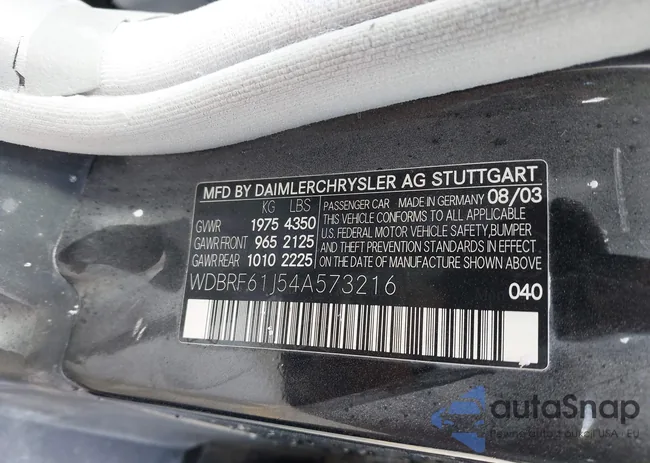 MFD BY DAIMLERCHRYSLER AG STUTTGART
KG LBS
GVWR 1975 4350
GAWR FRONT 965 2125
GAWR REAR 1010 2225
PASSENGER CAR MADE IN GERMANY 08/03
THIS VEHICLE CONFORMS TO ALL APPLICABLE
U.S. FEDERAL MOTOR VEHICLE SAFETY,BUMPER
AND THEFT PREVENTION STANDARDS IN EFFECT
ON THE DATE OF MANUFACTURE SHOWN ABOVE.
WDBRF61J54A573216
040
autaSnap